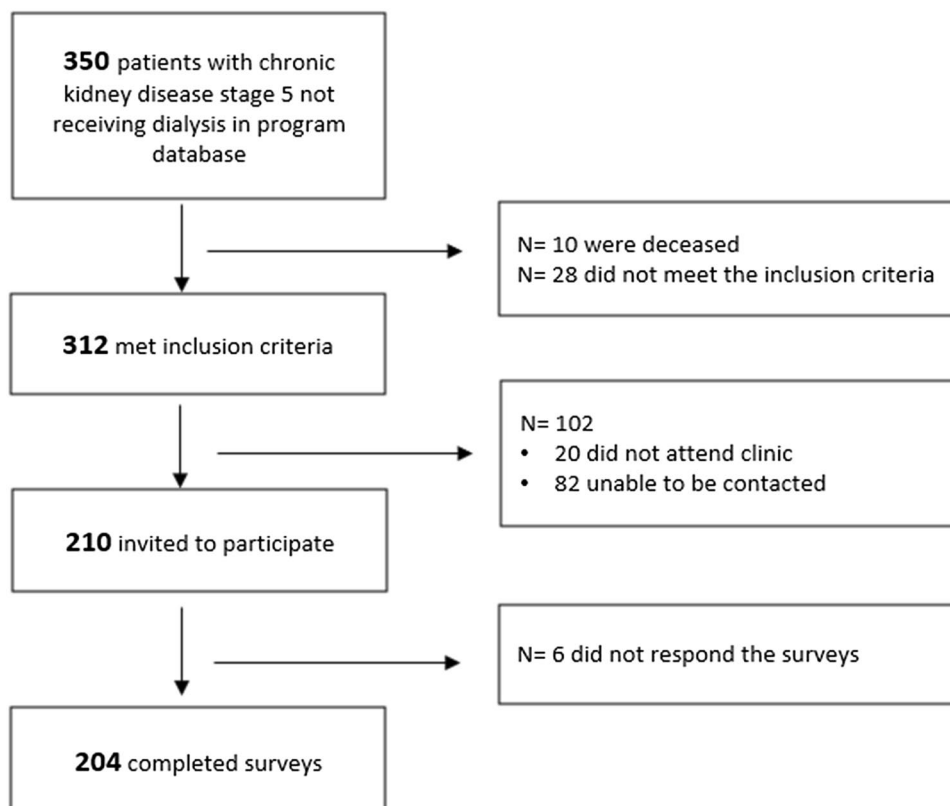 350 patients with chronic
kidney disease stage 5 not
receiving dialysis in program
database
N= 10 were deceased
N= 28 did not meet the inclusion criteria
312 met inclusion criteria
N= 102
• 20 did not attend clinic
• 82 unable to be contacted
210 invited to participate
N= 6 did not respond the surveys
204 completed surveys